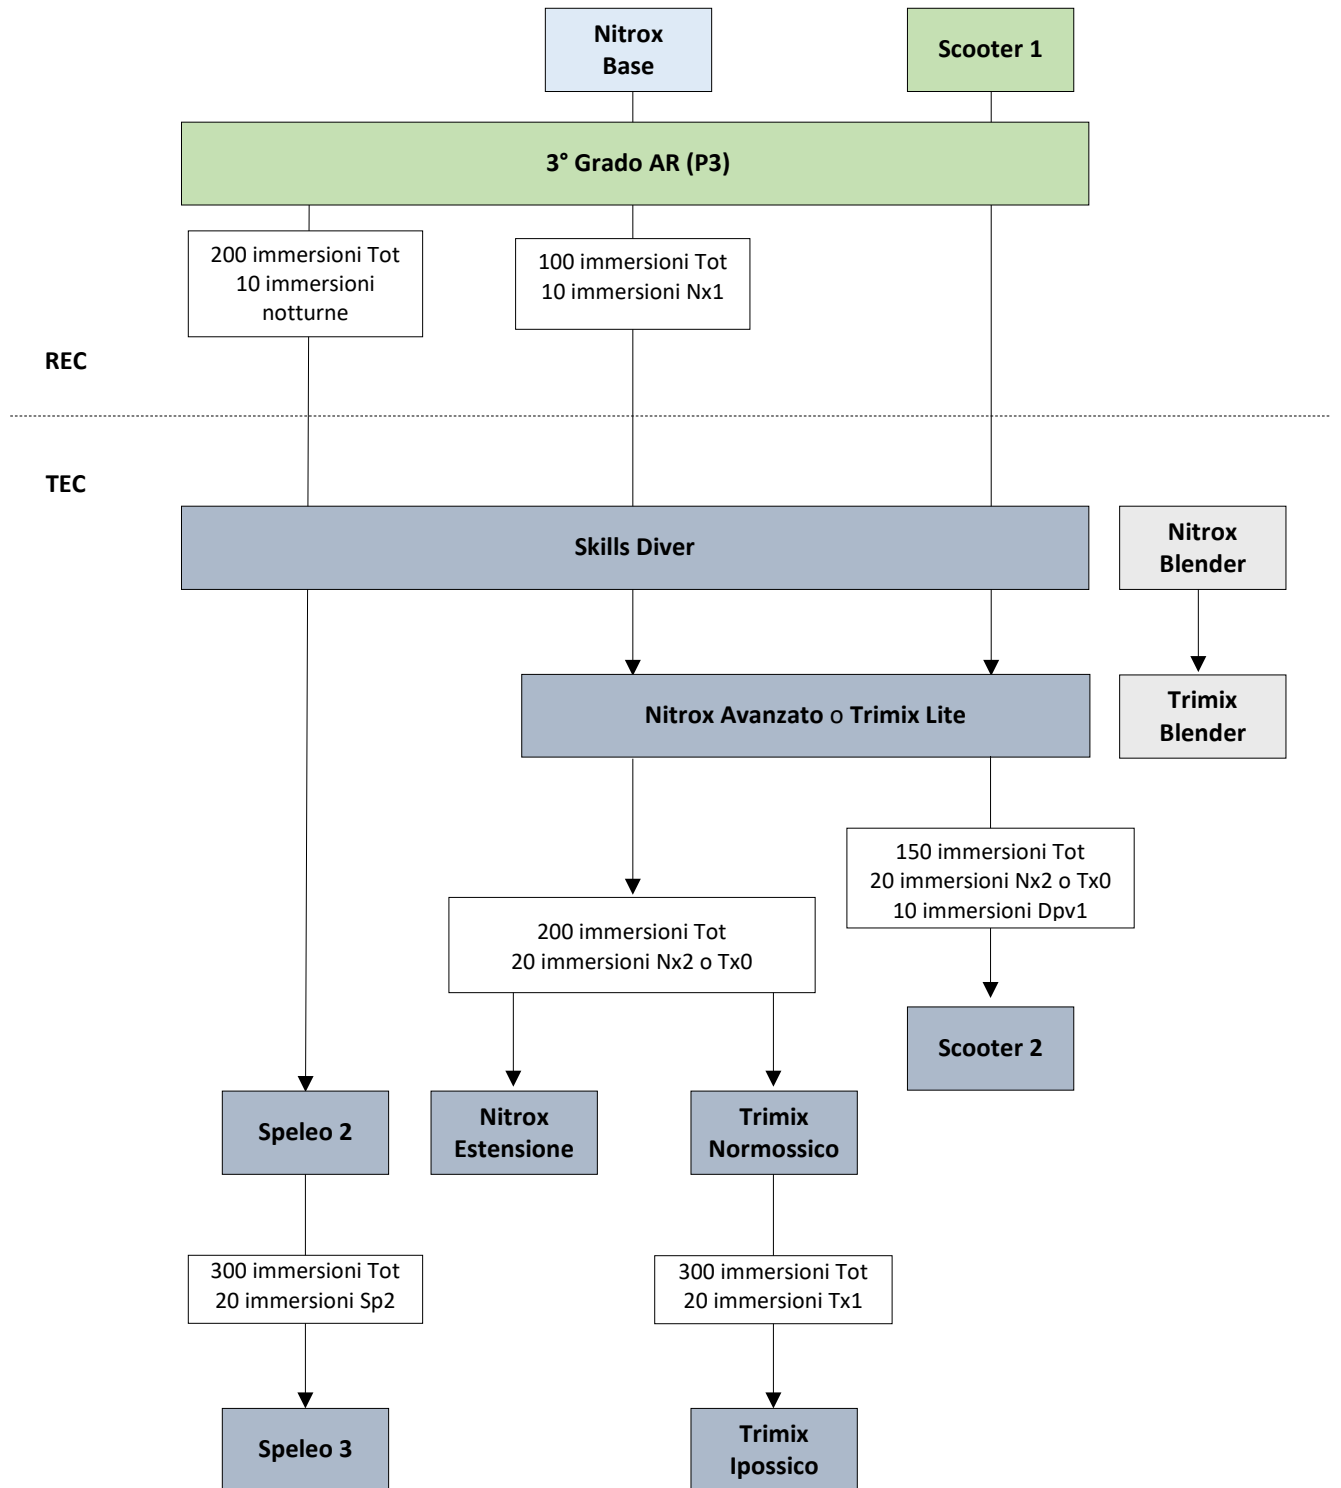 Nitrox
Base
Scooter 1
3° Grado AR (P3)
200 immersioni Tot
10 immersioni
notturne
100 immersioni Tot
10 immersioni Nx1
REC
TEC
Skills Diver
Nitrox
Blender
Nitrox Avanzato o Trimix Lite
Trimix
Blender
150 immersioni Tot
20 immersioni Nx2 o Tx0
10 immersioni Dpv1
200 immersioni Tot
20 immersioni Nx2 o Tx0
Scooter 2
Speleo 2
Nitrox
Estensione
Trimix
Normossico
300 immersioni Tot
20 immersioni Sp2
300 immersioni Tot
20 immersioni Tx1
Speleo 3
Trimix
Ipossico